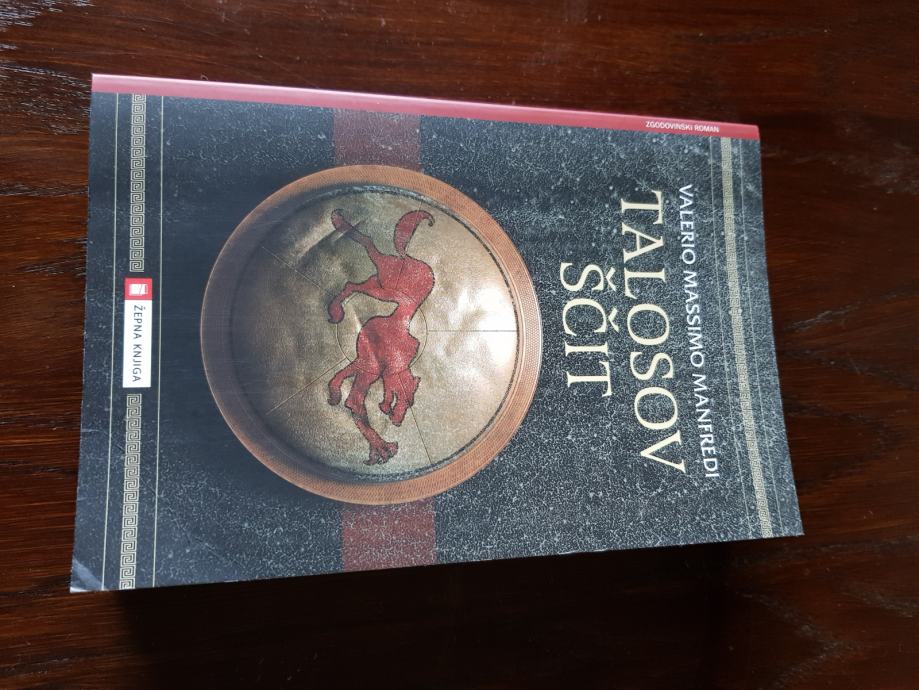 ZGODOVINSKI ROMAN
VALERIO MASSIMO MANFREDI
TALOSOV
ŠČIT
ŽEPNA KNJIGA